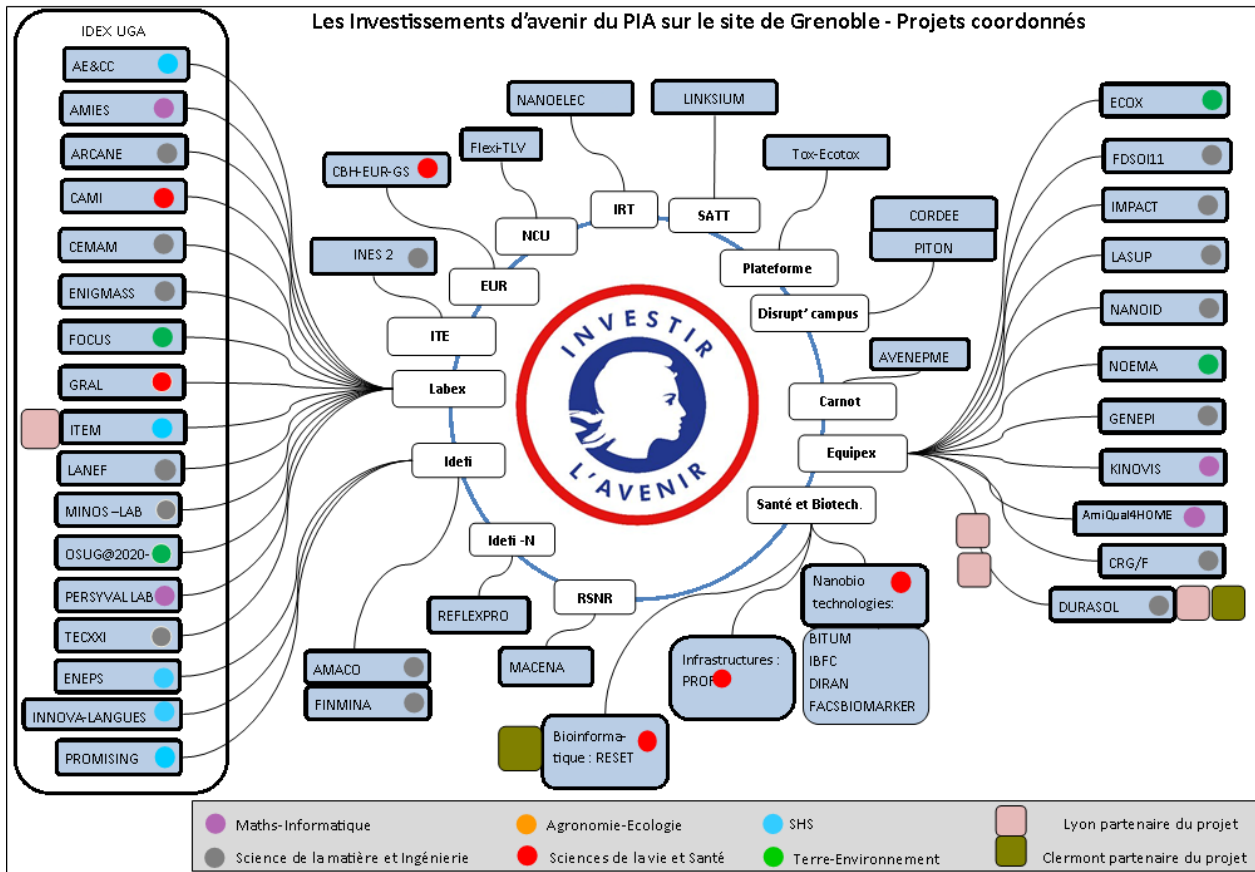 Les Investissements d'avenir du PIA sur le site de Grenoble - Projets coordonnés
IDEX UGA
AE&CC
AMIES
ARCANE
CAMI
CEMAM
ENIGMASS
FOCUS
GRAL
ITEM
LANEF
MINOS –LAB
OSUG@2020-
PERSYVAL LAB
TECXXI
ENEPS
INNOVA-LANGUES
PROMISING
NANOELEC
LINKSIUM
Flexi-TLV
CBH-EUR-GS
Tox-Ecotox
INES 2
CORDEE
PITON
AVENEPME
IRT
SATT
NCU
Plateforme
EUR
Disrupt' campus
ITE
Labex
Carnot
Idefi
Equipex
Santé et Biotech.
Idefi -N
RSNR
INVESTIR
L'AVENIR
REFLEXPRO
MACENA
AMACO
FINMINA
Infrastructures :
PROF
Bioinforma-
tique : RESET
Nanobio
technologies:
BITUM
IBFC
DIRAN
FACSBIOMARKER
ECOX
FDSOI11
IMPACT
LASUP
NANOID
NOEMA
GENEPI
KINOVIS
AmiQual4HOME
CRG/F
DURASOL
Maths-Informatique
Agronomie-Ecologie
SHS
Lyon partenaire du projet
Science de la matière et Ingénierie
Sciences de la vie et Santé
Terre-Environnement
Clermont partenaire du projet